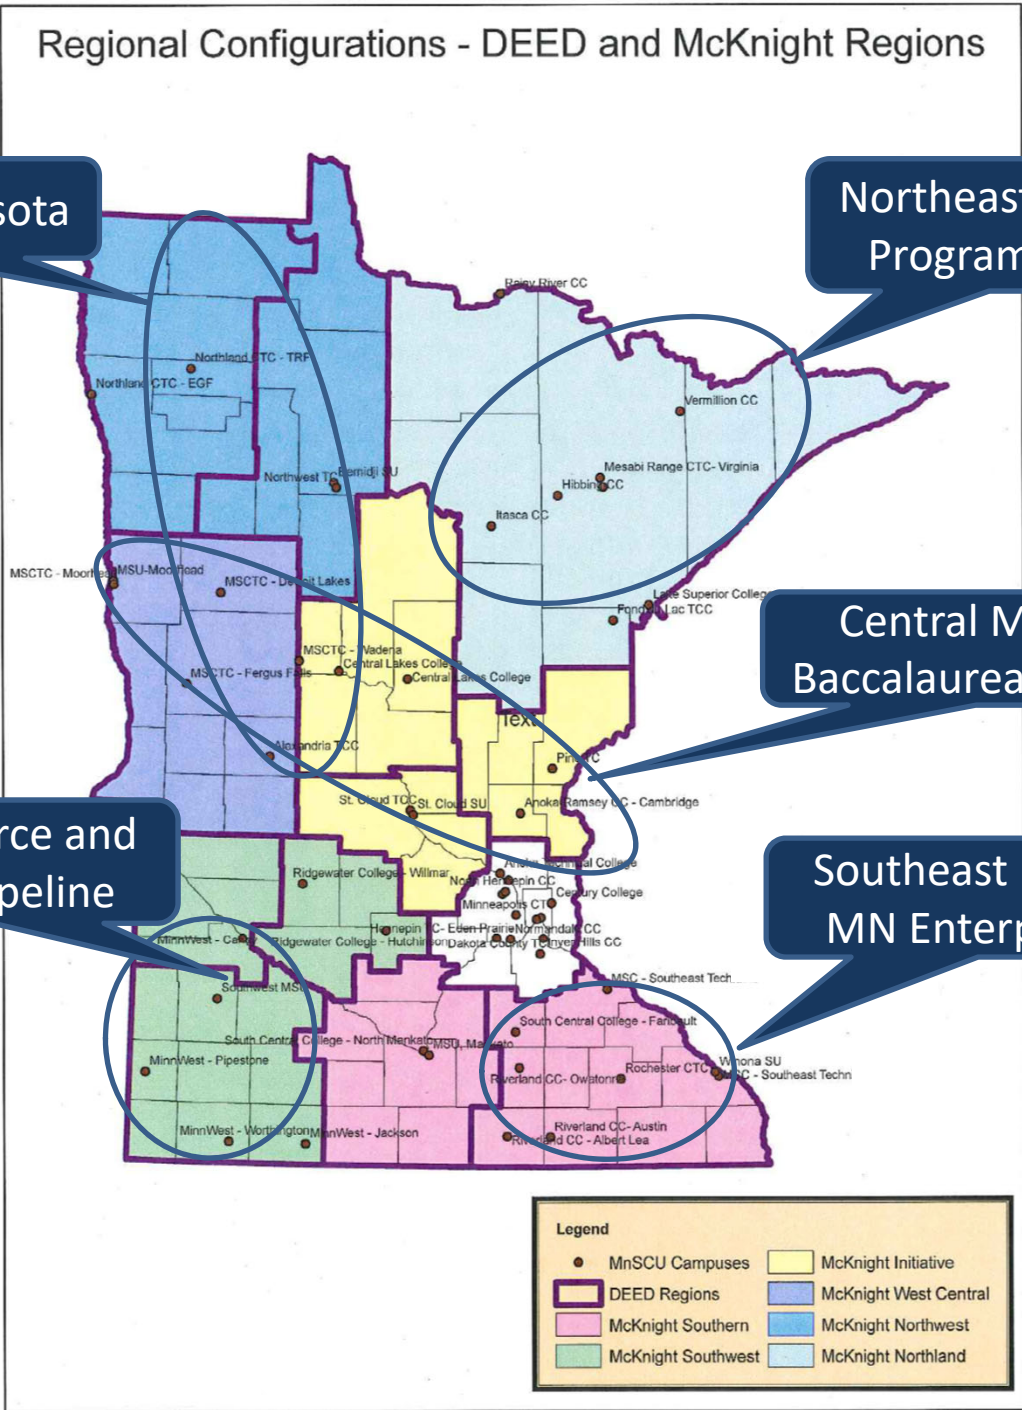 Regional Configurations - DEED and McKnight Regions
sota
Northeast
Program
Rainy River CC
Northland CTC - TRF
Northland CTC - EGF
Vermillion CC
Mesabi Range CTC- Virginia
Northwest TC
Bemidji SU
Hibbing CC
Itasca CC
MSCTC - Moorhead
MSU-Moorhead
MSCTC - Detroit Lakes
Lake Superior College
Fond du Lac TCC
Central M
Baccalaurea
MSCTC - Wadena
Central Lakes College
MSCTC - Fergus Falls
Central Lakes College
Text
Alexandria TCC
Pine TC
St. Cloud TCC
St. Cloud SU
Anoka Ramsey CC - Cambridge
rce and
peline
Southeast
MN Enterp
Anoka Technical College
Ridgewater College - Willmar
North Hennepin CC
Century College
Minneapolis CT
Hennepin TC- Eden Prairie
Normandale CC
MinnWest - Canby
Ridgewater College - Hutchinson
Dakota County T
Inver Hills CC
MSC - Southeast Tech
Southwest MSU
South Central College - Faribault
South Central College - North Mankato
MSU, Mankato
MinnWest - Pipestone
Riverland CC- Owatonna
Rochester CTC
Winona SU
MSC - Southeast Techn
MinnWest - Worthington
MinnWest - Jackson
Riverland CC-Austin
Riverland CC - Albert Lea
Legend
MnSCU Campuses
McKnight Initiative
DEED Regions
McKnight West Central
McKnight Southern
McKnight Northwest
McKnight Southwest
McKnight Northland